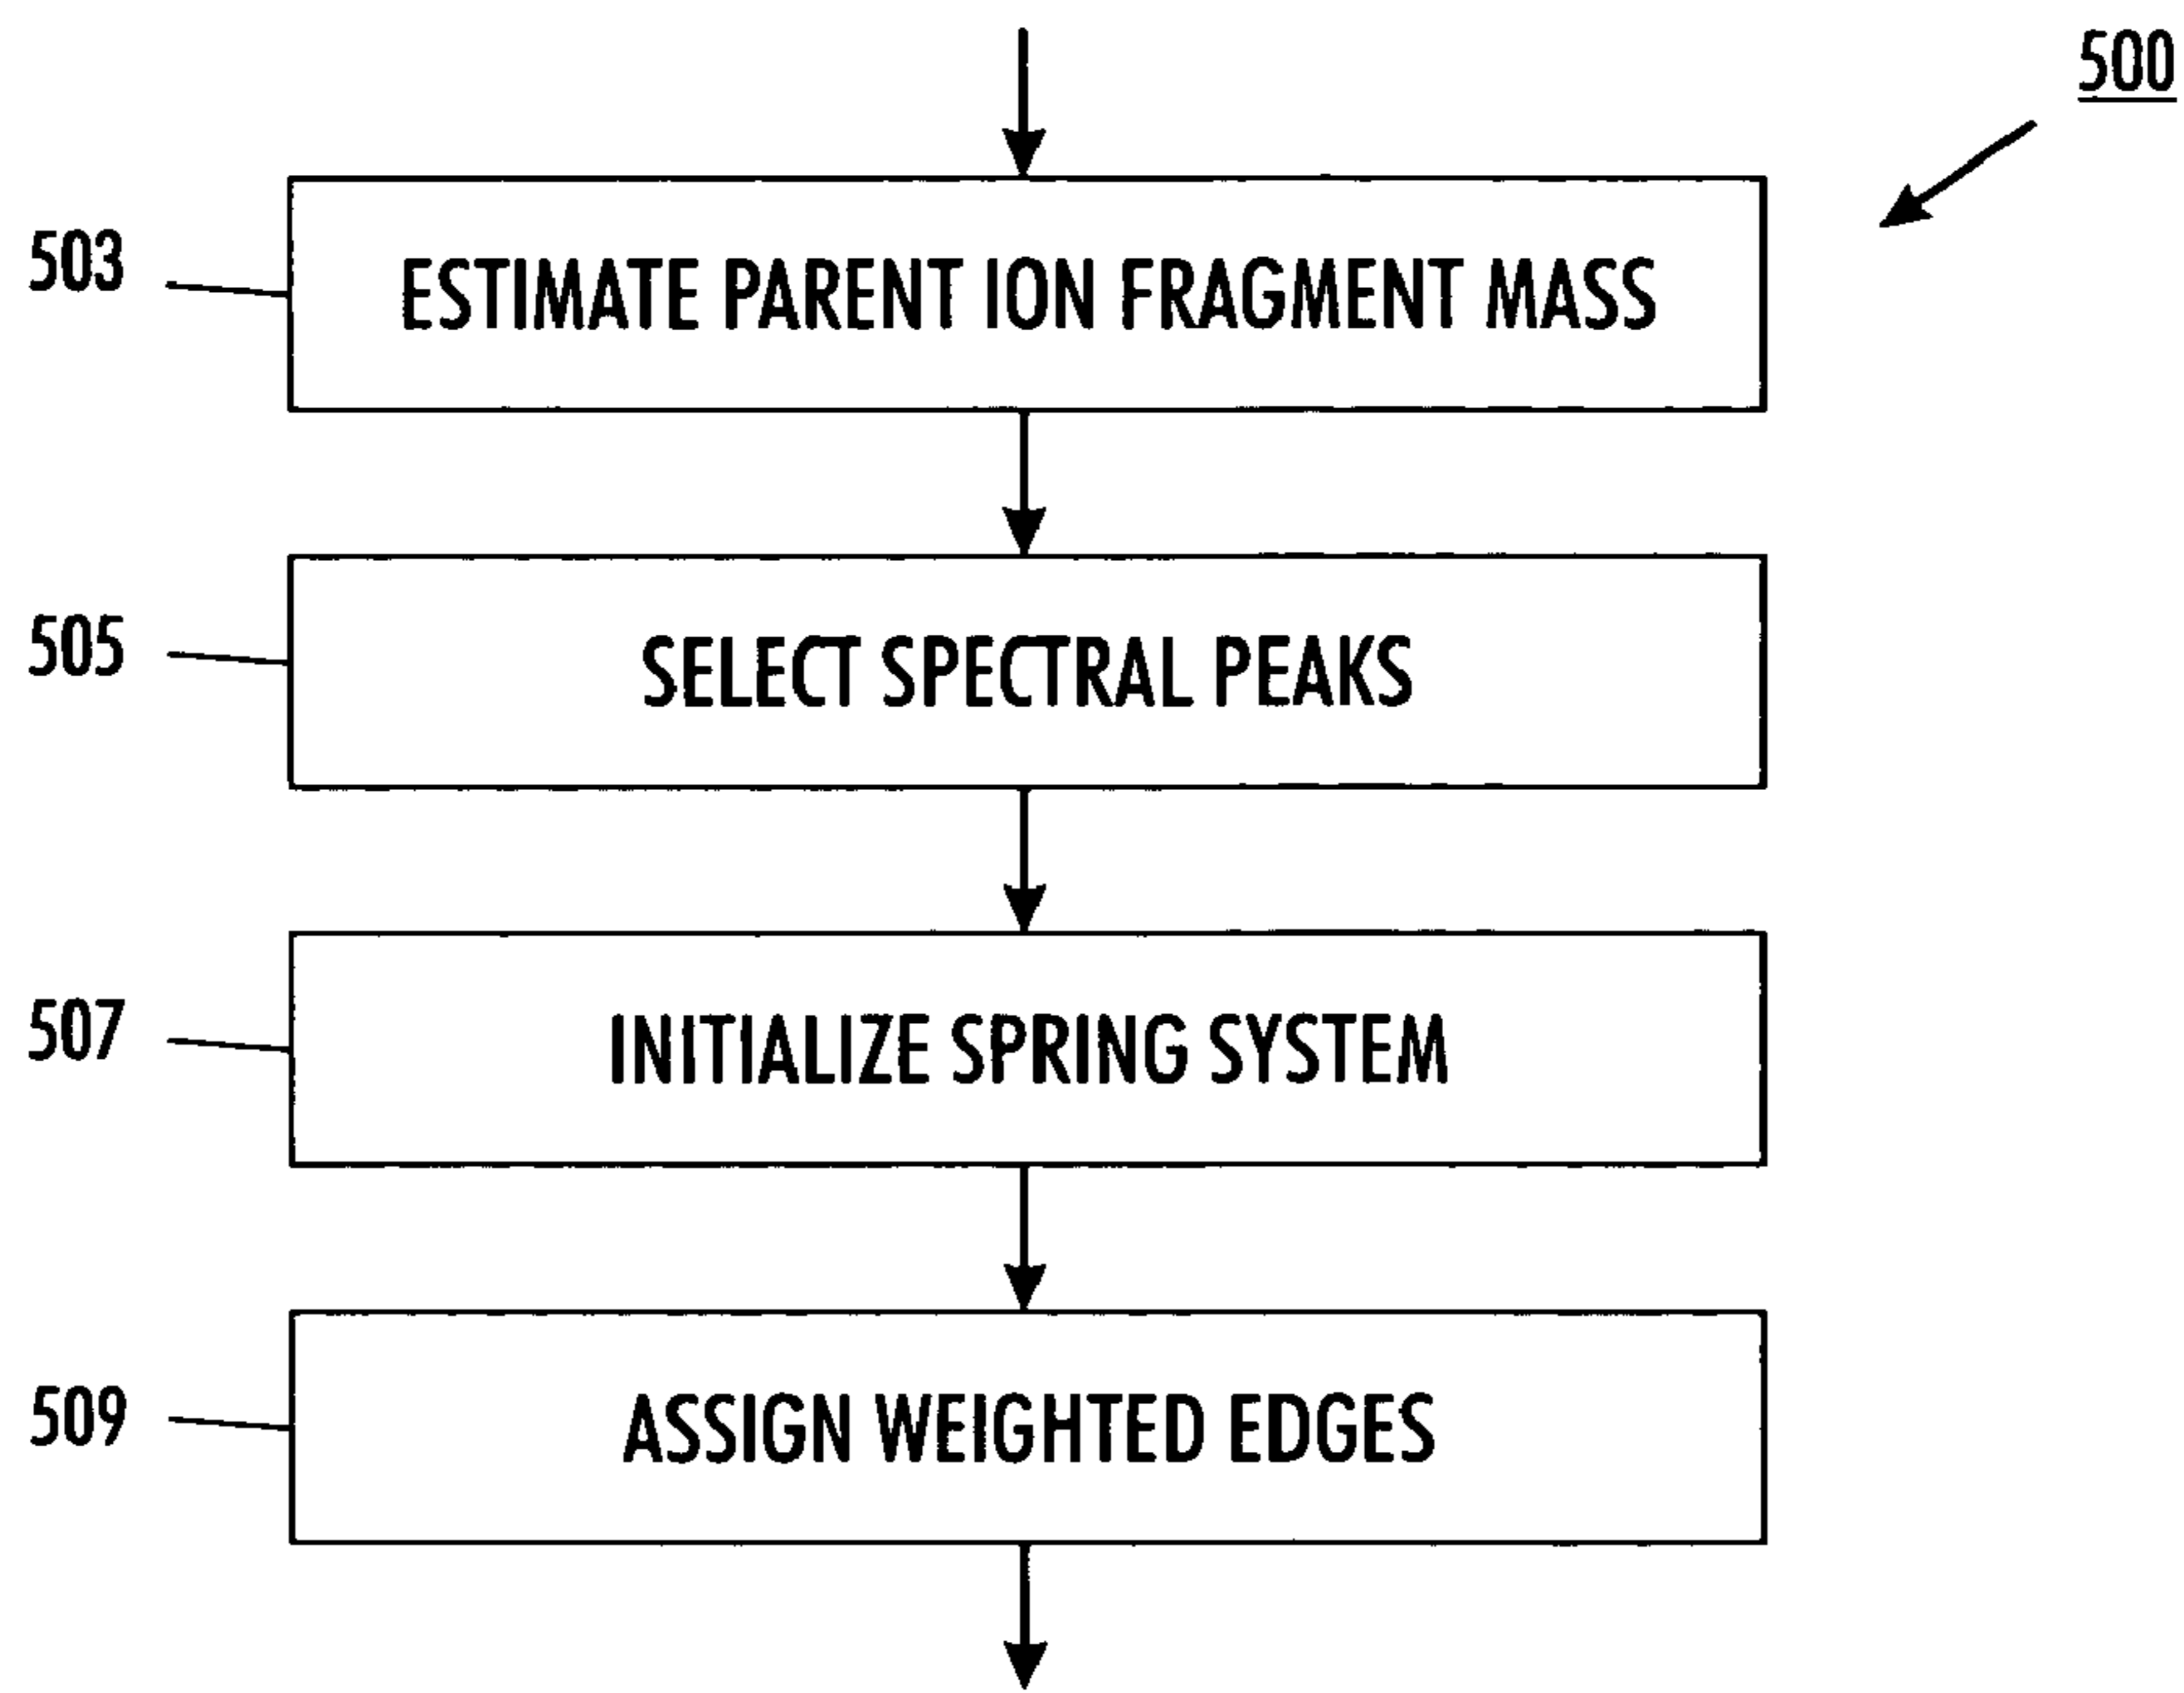 500
503
ESTIMATE PARENT ION FRAGMENT MASS
505
SELECT SPECTRAL PEAKS
507
INITIALIZE SPRING SYSTEM
509
ASSIGN WEIGHTED EDGES